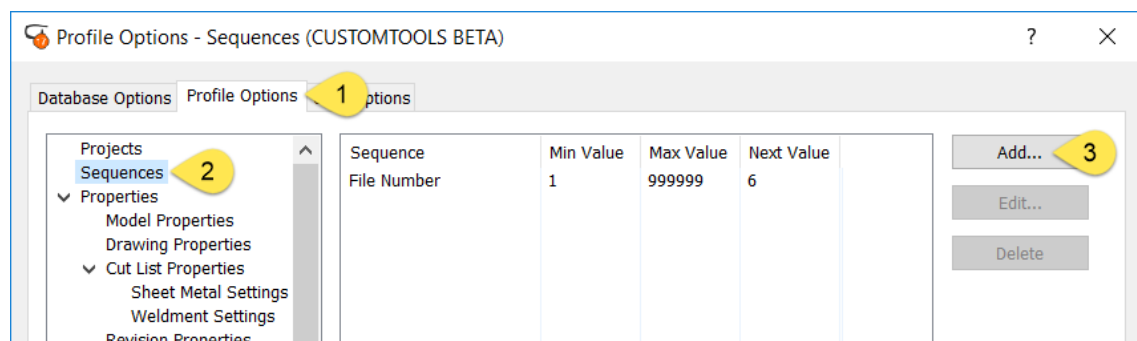 Profile Options - Sequences (CUSTOMTOOLS BETA) ?
Database Options Profile Options 1 ptions
Projects
Sequences 2
Properties
Model Properties
Drawing Properties
Cut List Properties
Sheet Metal Settings
Weldment Settings
Revision Properties
Sequence Min Value Max Value Next Value
File Number 1 999999 6
Add... 3
Edit...
Delete